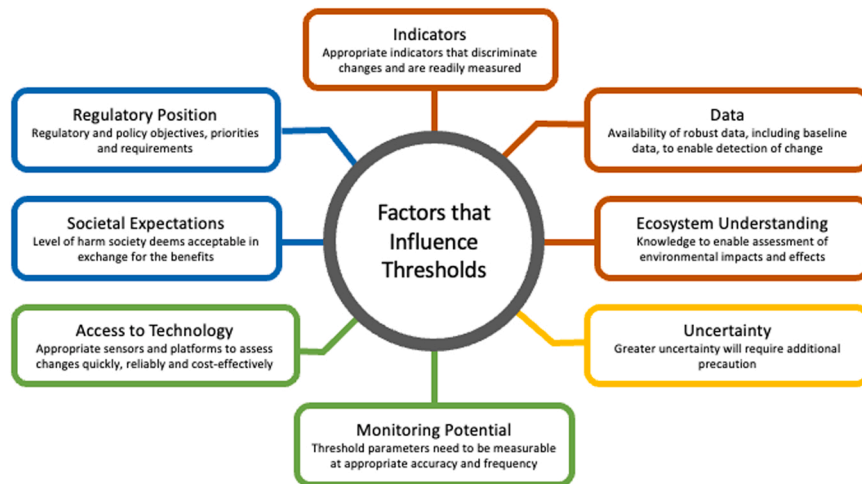 Indicators
Appropriate indicators that discriminate
changes and are readily measured
Regulatory Position
Regulatory and policy objectives, priorities
and requirements
Data
Availability of robust data, including baseline
data, to enable detection of change
Societal Expectations
Level of harm society deems acceptable in
exchange for the benefits
Factors that
Influence
Thresholds
Ecosystem Understanding
Knowledge to enable assessment of
environmental impacts and effects
Access to Technology
Appropriate sensors and platforms to assess
changes quickly, reliably and cost-effectively
Uncertainty
Greater uncertainty will require additional
precaution
Monitoring Potential
Threshold parameters need to be measurable
at appropriate accuracy and frequency